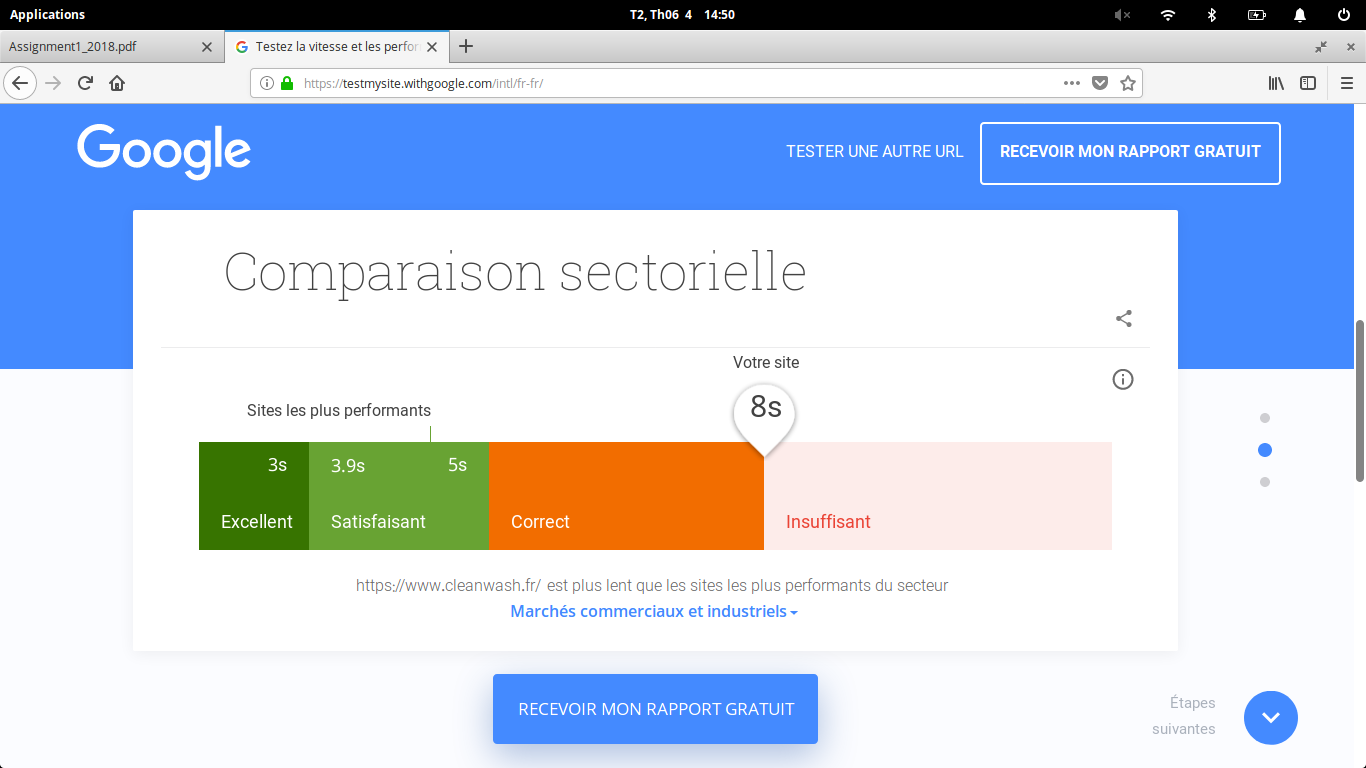 Applications
T2, Th06 4 14:50
Assignment1_2018.pdf
Testez la vitesse et les perfor
https://testmysite.withgoogle.com/intl/fr-fr/
Google
TESTER UNE AUTRE URL
RECEVOIR MON RAPPORT GRATUIT
Comparaison sectorielle
Votre site
8s
Sites les plus performants
3s
3.9s
5s
Excellent
Satisfaisant
Correct
Insuffisant
https://www.cleanwash.fr/ est plus lent que les sites les plus performants du secteur
Marchés commerciaux et industriels
RECEVOIR MON RAPPORT GRATUIT
Étapes
suivantes